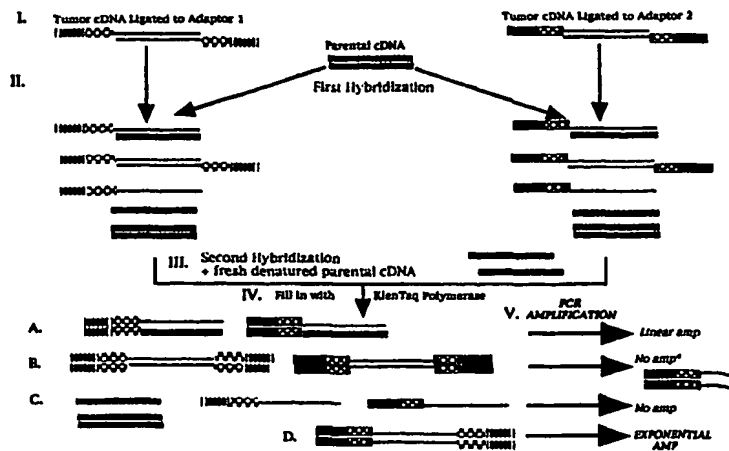 I.
Tumor cDNA Ligated to Adaptor 1
Tumor cDNA Ligated to Adaptor 2
Parental cDNA
II.
First Hybridization
III. Second Hybridization
+ fresh denatured parental cDNA
IV. Fill in with KlenTaq Polymerase
V. PCR
AMPLIFICATION
A.
Linear amp
B.
No amp*
C.
No amp
D.
EXPONENTIAL
AMP